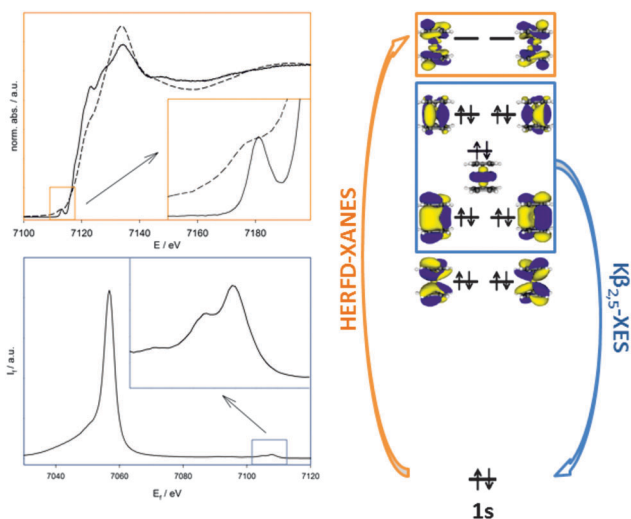 norm. abs. / a.u.
7100 7120 7140 7160 7180
E / eV
I_f / a.u.
7040 7060 7080 7100 7120
E_f / eV
HERFD-XANES
Kβ₂,₅-XES
1s